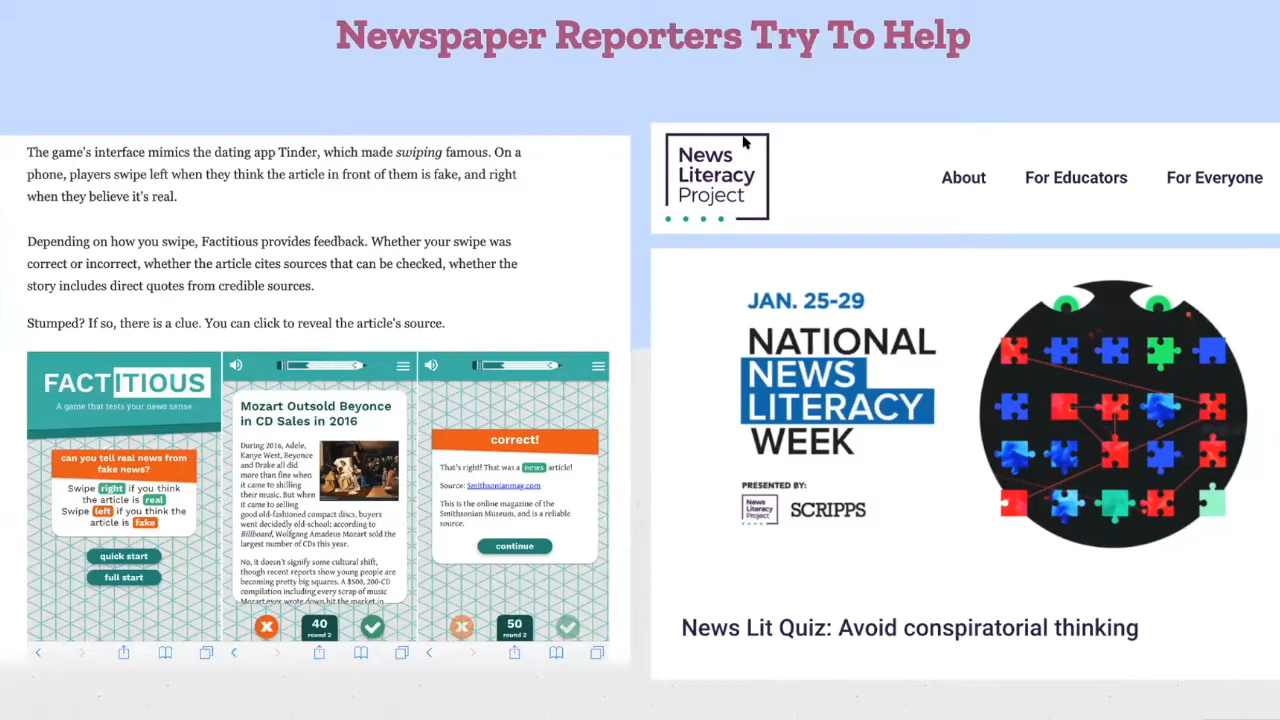 Newspaper Reporters Try To Help
The game's interface mimics the dating app Tinder, which made swiping famous. On a
phone, players swipe left when they think the article in front of them is fake, and right
when they believe it's real.
Depending on how you swipe, Factitious provides feedback. Whether your swipe was
correct or incorrect, whether the article cites sources that can be checked, whether the
story includes direct quotes from credible sources.
Stumped? If so, there is a clue. You can click to reveal the article's source.
FACTITIOUS
A game that tests your news sense
can you tell real news from
fake news?
Swipe right if you think
the article is real
Swipe left if you think the
article is fake
quick start
full start
Mozart Outsold Beyonce
in CD Sales in 2016
During 2016, Adele,
Kanye West, Beyonce
and Drake all did
more than fine when
it came to shilling
their music. But when
it came to selling
good-old-fashioned compact discs, buyers
went decidedly old-school; according to
Billboard, Wolfgang Amadeus Mozart sold the
largest number of CDs this year.
No, it doesn't signify some cultural shift,
though recent reports show young people are
becoming pretty big squares. A $500, 200-CD
compilation including every scrap of music
Mozart ever wrote down hit the market in
40
round 2
correct!
That's right! That was a news article!
Source: Smithsonianmag.com
This is the online magazine of the
Smithsonian Museum, and is a reliable
source.
continue
50
round 2
News
Literacy
Project
About
For Educators
For Everyone
JAN. 25-29
NATIONAL
NEWS
LITERACY
WEEK
PRESENTED BY:
News
Literacy
Project
SCRIPPS
News Lit Quiz: Avoid conspiratorial thinking